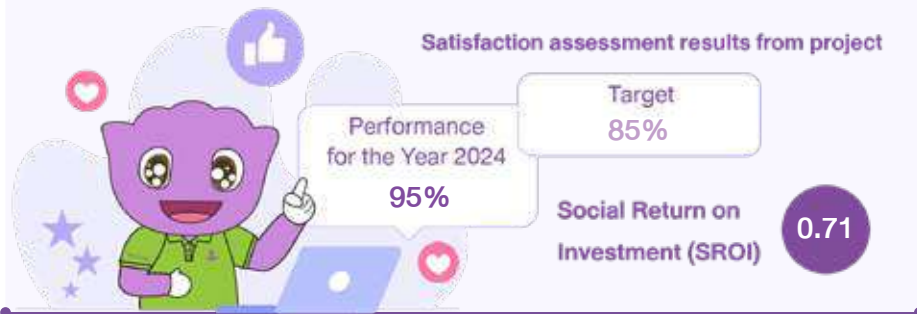 Satisfaction assessment results from project
Target
85%
Performance
for the Year 2024
95%
Social Return on
Investment (SROI)
0.71